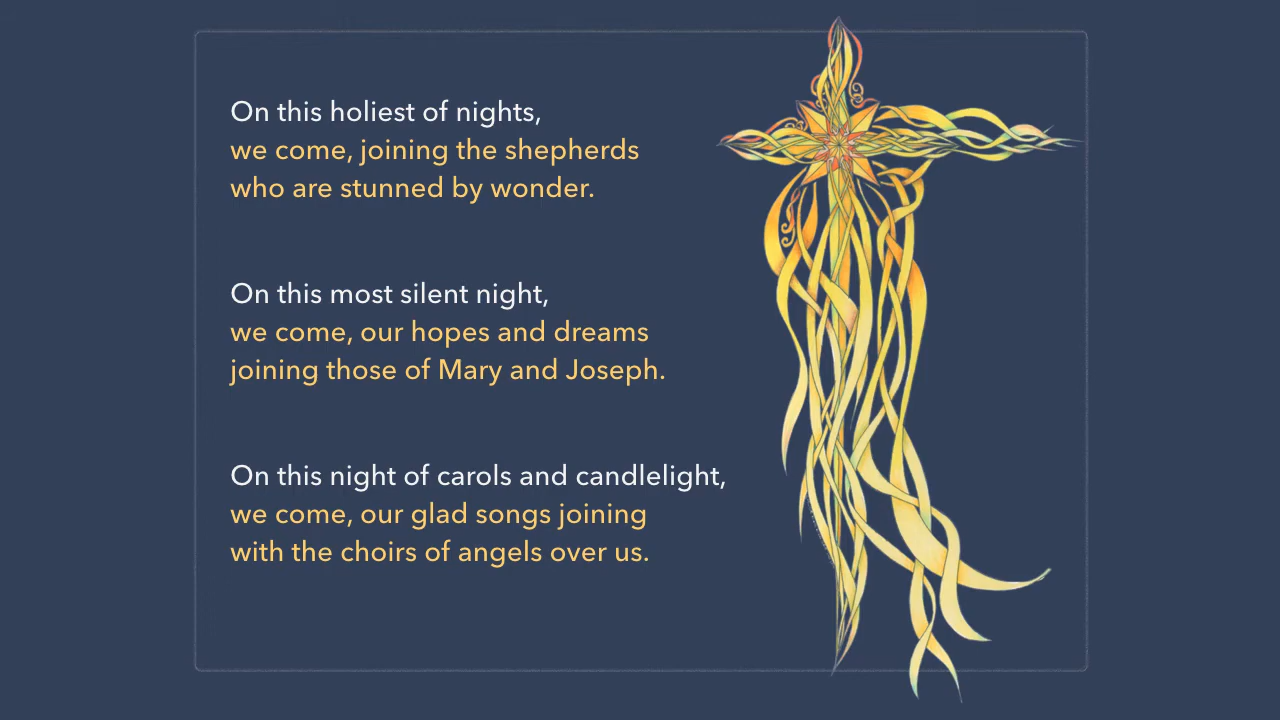 On this holiest of nights,
we come, joining the shepherds
who are stunned by wonder.
On this most silent night,
we come, our hopes and dreams
joining those of Mary and Joseph.
On this night of carols and candlelight,
we come, our glad songs joining
with the choirs of angels over us.